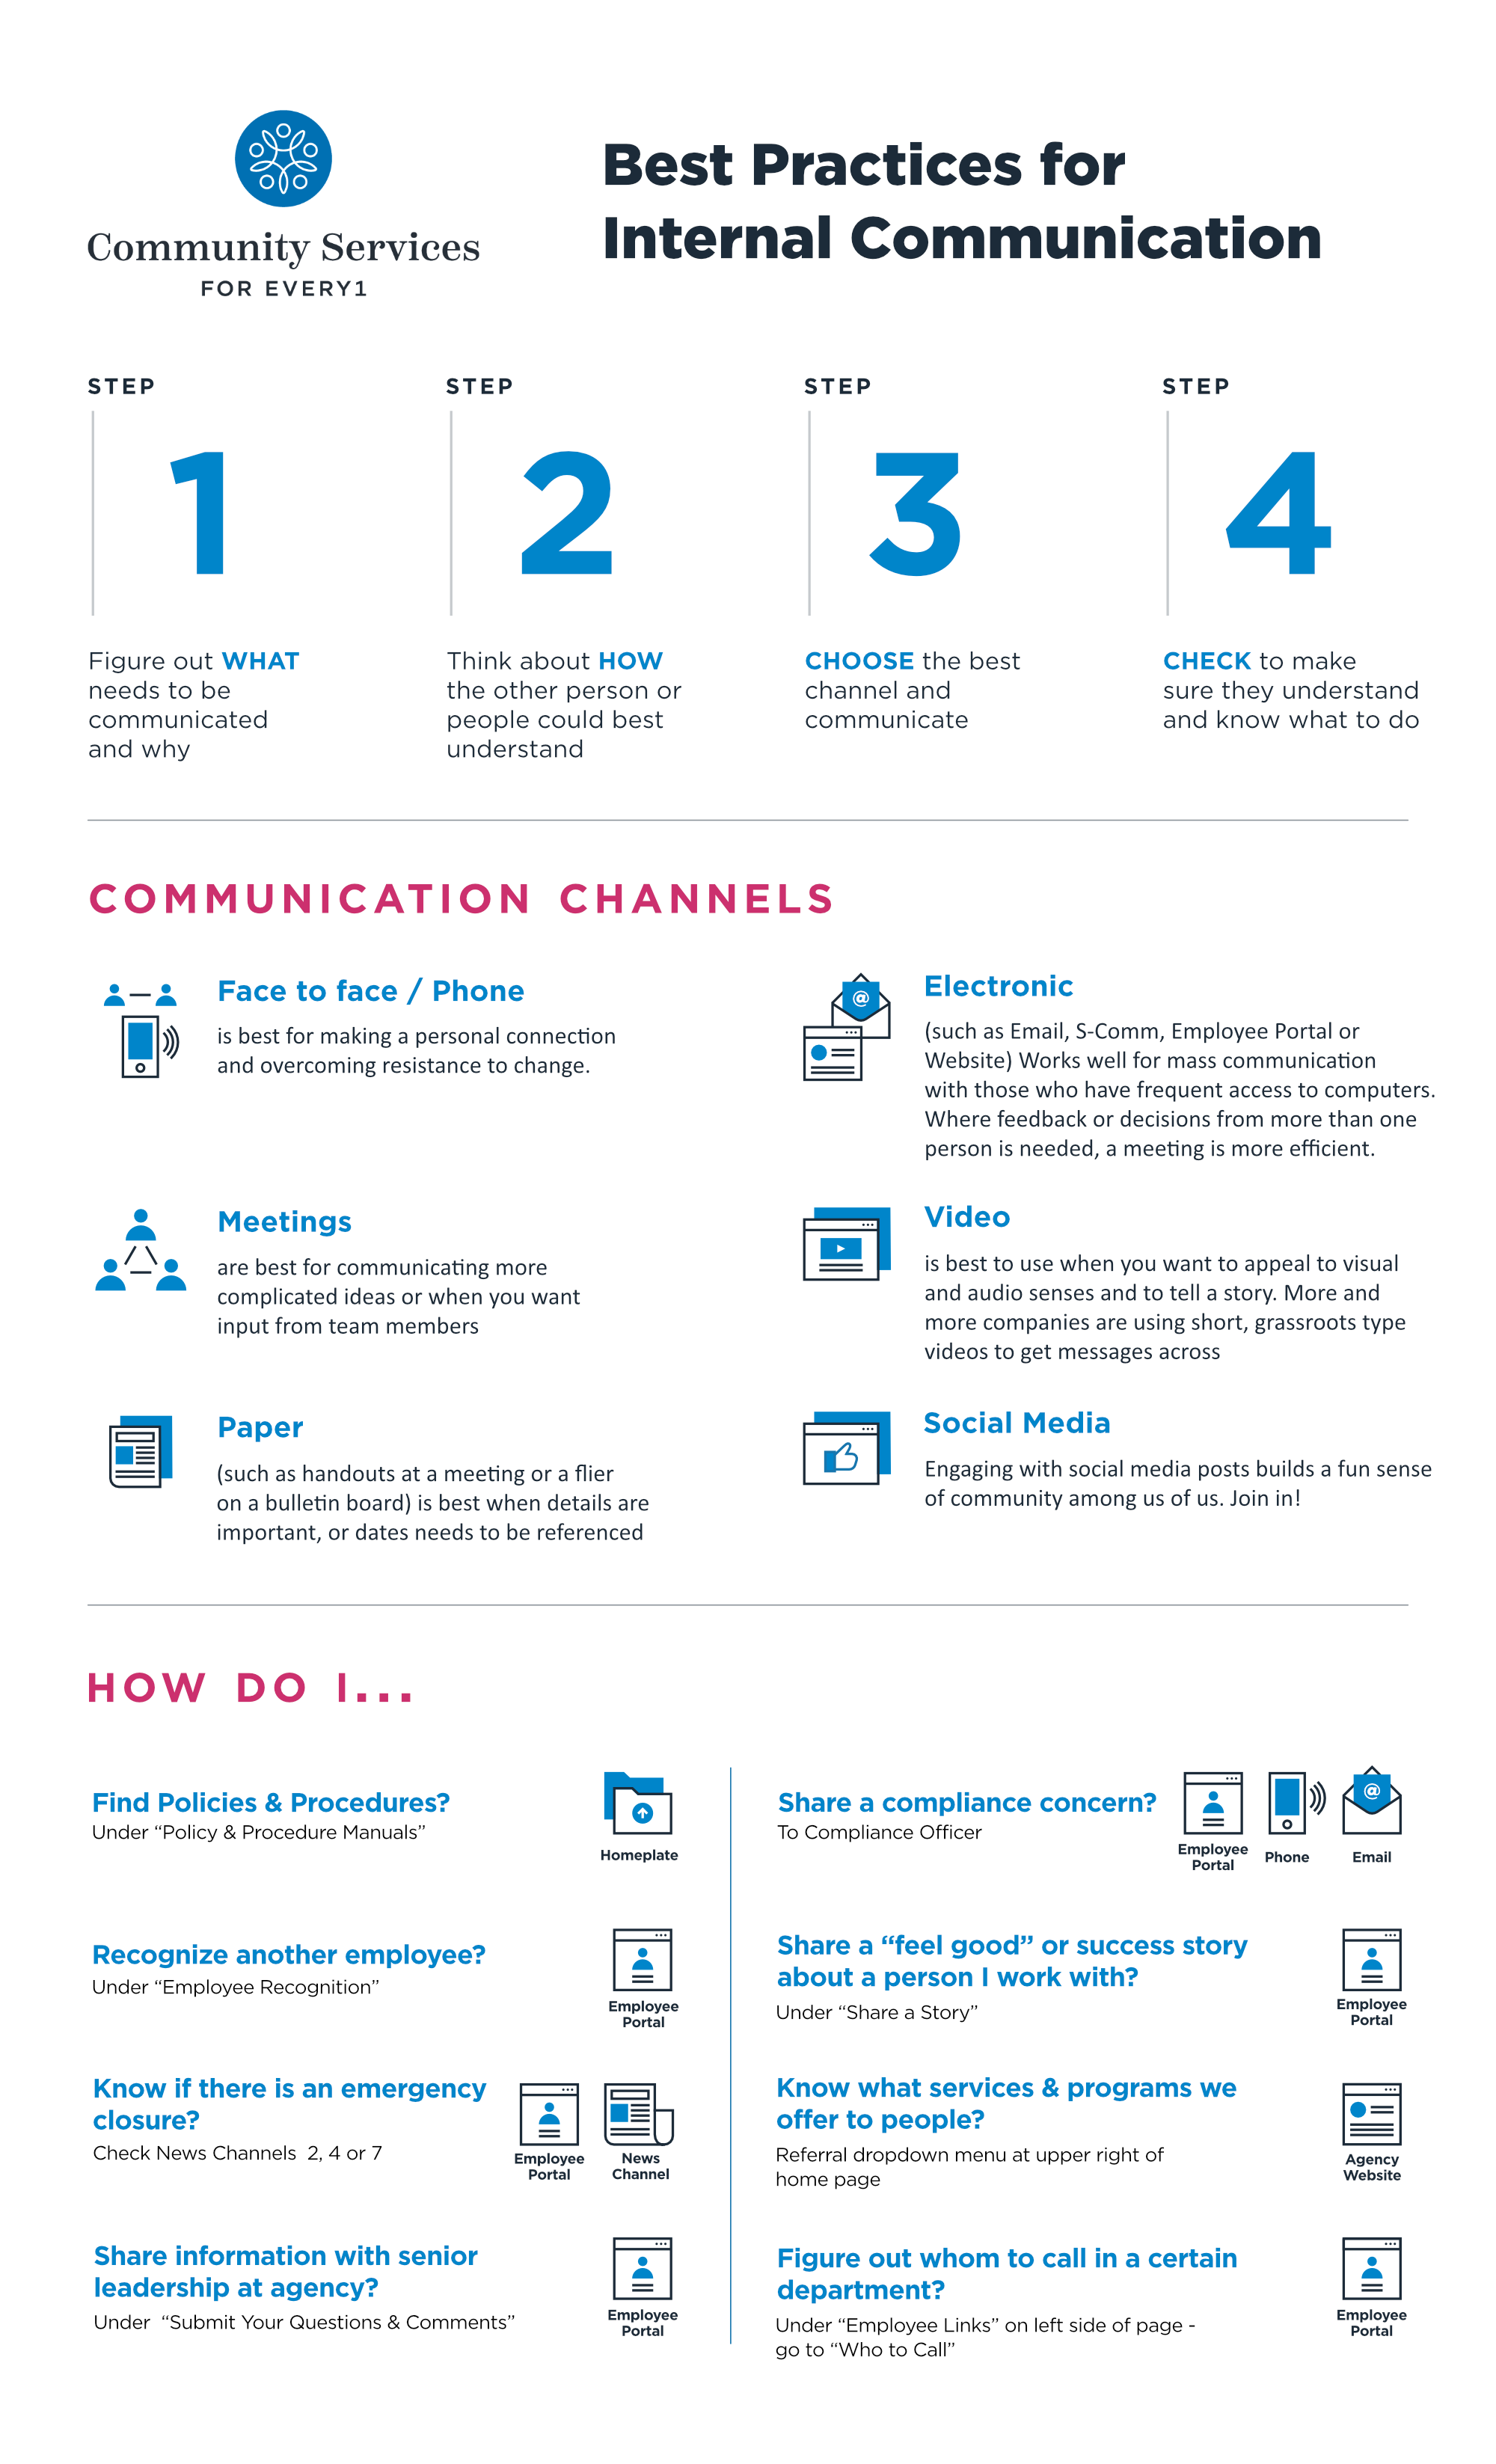 Community Services
FOR EVERY1
Best Practices for
Internal Communication
STEP
1
Figure out WHAT
needs to be
communicated
and why
STEP
2
Think about HOW
the other person or
people could best
understand
STEP
3
CHOOSE the best
channel and
communicate
STEP
4
CHECK to make
sure they understand
and know what to do
COMMUNICATION CHANNELS
Face to face / Phone
is best for making a personal connection
and overcoming resistance to change.
@
Electronic
(such as Email, S-Comm, Employee Portal or
Website) Works well for mass communication
with those who have frequent access to computers.
Where feedback or decisions from more than one
person is needed, a meeting is more efficient.
Meetings
are best for communicating more
complicated ideas or when you want
input from team members
Video
is best to use when you want to appeal to visual
and audio senses and to tell a story. More and
more companies are using short, grassroots type
videos to get messages across
Paper
(such as handouts at a meeting or a flier
on a bulletin board) is best when details are
important, or dates needs to be referenced
Social Media
Engaging with social media posts builds a fun sense
of community among us of us. Join in!
HOW DO I...
Find Policies & Procedures?
Under “Policy & Procedure Manuals”
Homeplate
Recognize another employee?
Under “Employee Recognition”
Employee
Portal
Know if there is an emergency
closure?
Check News Channels 2, 4 or 7
Employee
Portal
News
Channel
Share information with senior
leadership at agency?
Under “Submit Your Questions & Comments”
Employee
Portal
Share a compliance concern?
To Compliance Officer
Employee
Portal
Phone
@
Email
Share a “feel good” or success story
about a person I work with?
Under “Share a Story”
Employee
Portal
Know what services & programs we
offer to people?
Referral dropdown menu at upper right of
home page
Agency
Website
Figure out whom to call in a certain
department?
Under “Employee Links” on left side of page -
go to “Who to Call”
Employee
Portal